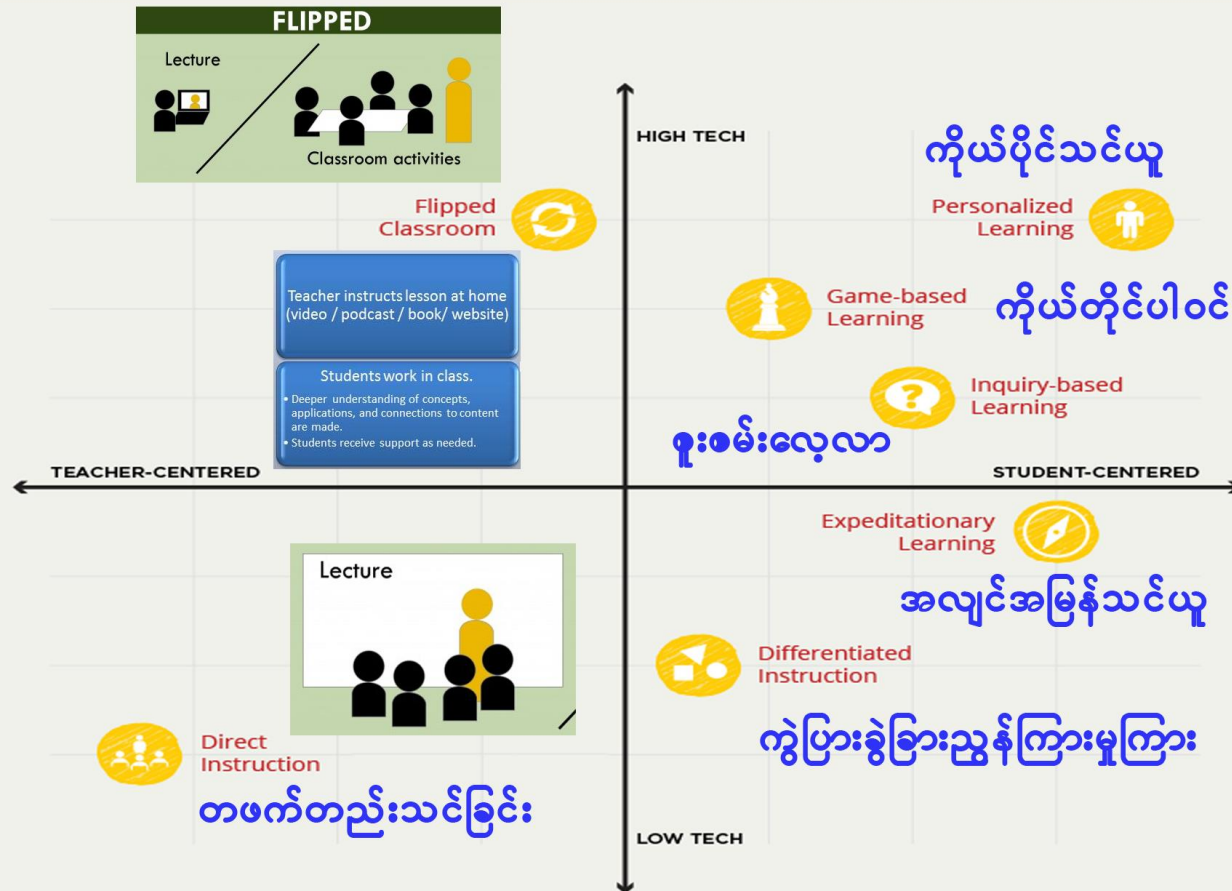 FLIPPED
Lecture
Classroom activities
HIGH TECH
ကိုယ်ပိုင်သင်ယူ
Flipped
Classroom
Personalized
Learning
Teacher instructs lesson at home
(video / podcast / book/ website)
Game-based
Learning
ကိုယ်တိုင်ပါဝင်
Students work in class.
• Deeper understanding of concepts,
applications, and connections to content
are made.
• Students receive support as needed.
Inquiry-based
Learning
စူးစမ်းလေ့လာ
TEACHER-CENTERED
STUDENT-CENTERED
Expeditationary
Learning
Lecture
အလျင်အမြန်သင်ယူ
Differentiated
Instruction
ကွဲပြားခွဲခြားညွှန်ကြားမှုကြား
Direct
Instruction
တဖက်တည်းသင်ခြင်း
LOW TECH